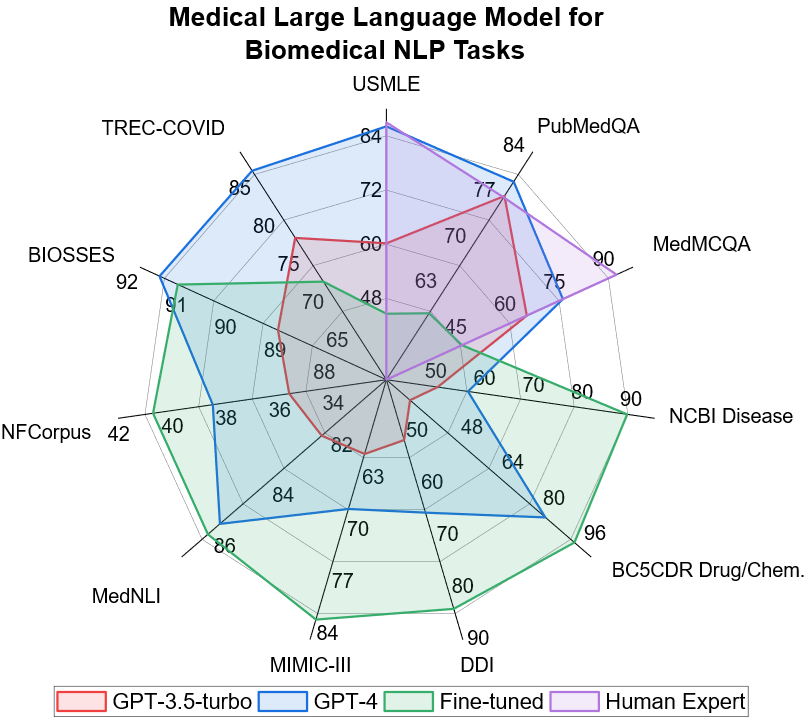 Medical Large Language Model for
Biomedical NLP Tasks
USMLE
TREC-COVID
PubMedQA
84
84
85
77
72
80
70
BIOSSES
MedMCQA
60
90
75
92
63
75
91
70
48
60
90
45
65
89
88
50
60
70
80
90
36
34
NFCorpus
42
40
38
NCBI Disease
82
50
48
63
64
84
60
80
70
70
96
86
BC5CDR Drug/Chem.
77
80
MedNLI
84
90
MIMIC-III
DDI
GPT-3.5-turbo
GPT-4
Fine-tuned
Human Expert